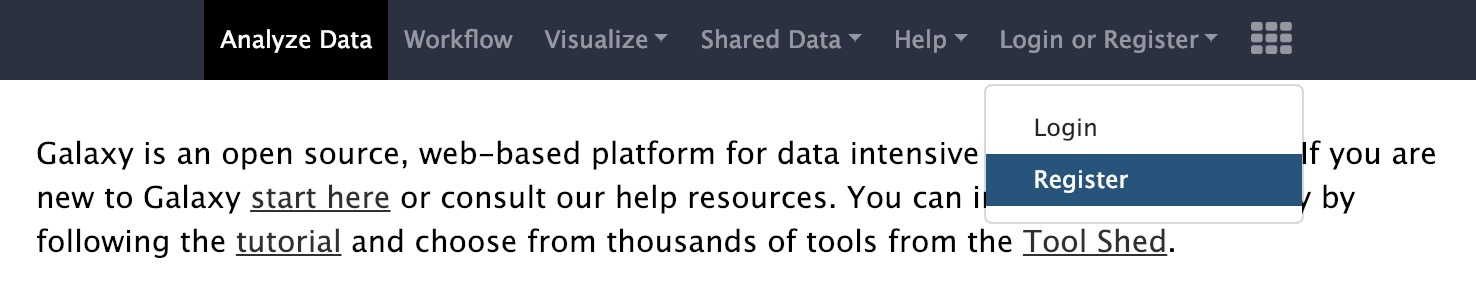 Analyze Data Workflow Visualize Shared Data Help Login or Register
Login
Register
Galaxy is an open source, web-based platform for data intensive If you are
new to Galaxy start here or consult our help resources. You can by
following the tutorial and choose from thousands of tools from the Tool Shed.